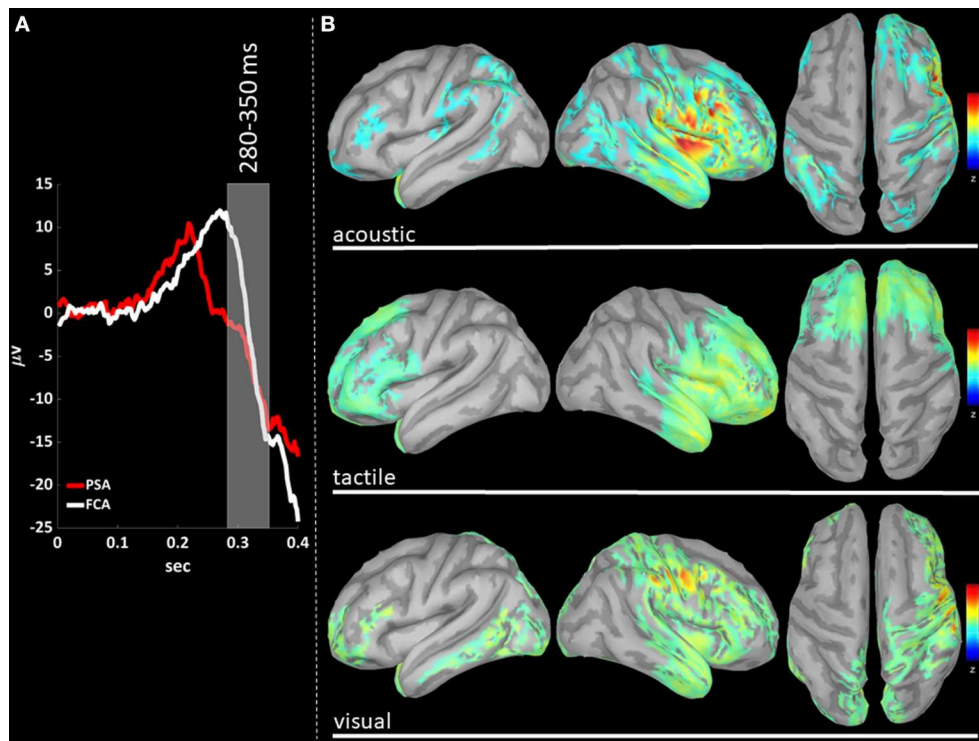 A
B
280-350 ms
15
10
5
0
-5
-10
-15
-20
-25
μv
PSA
FCA
0
0.1
0.2
0.3
0.4
sec
acoustic
z
tactile
z
visual
z